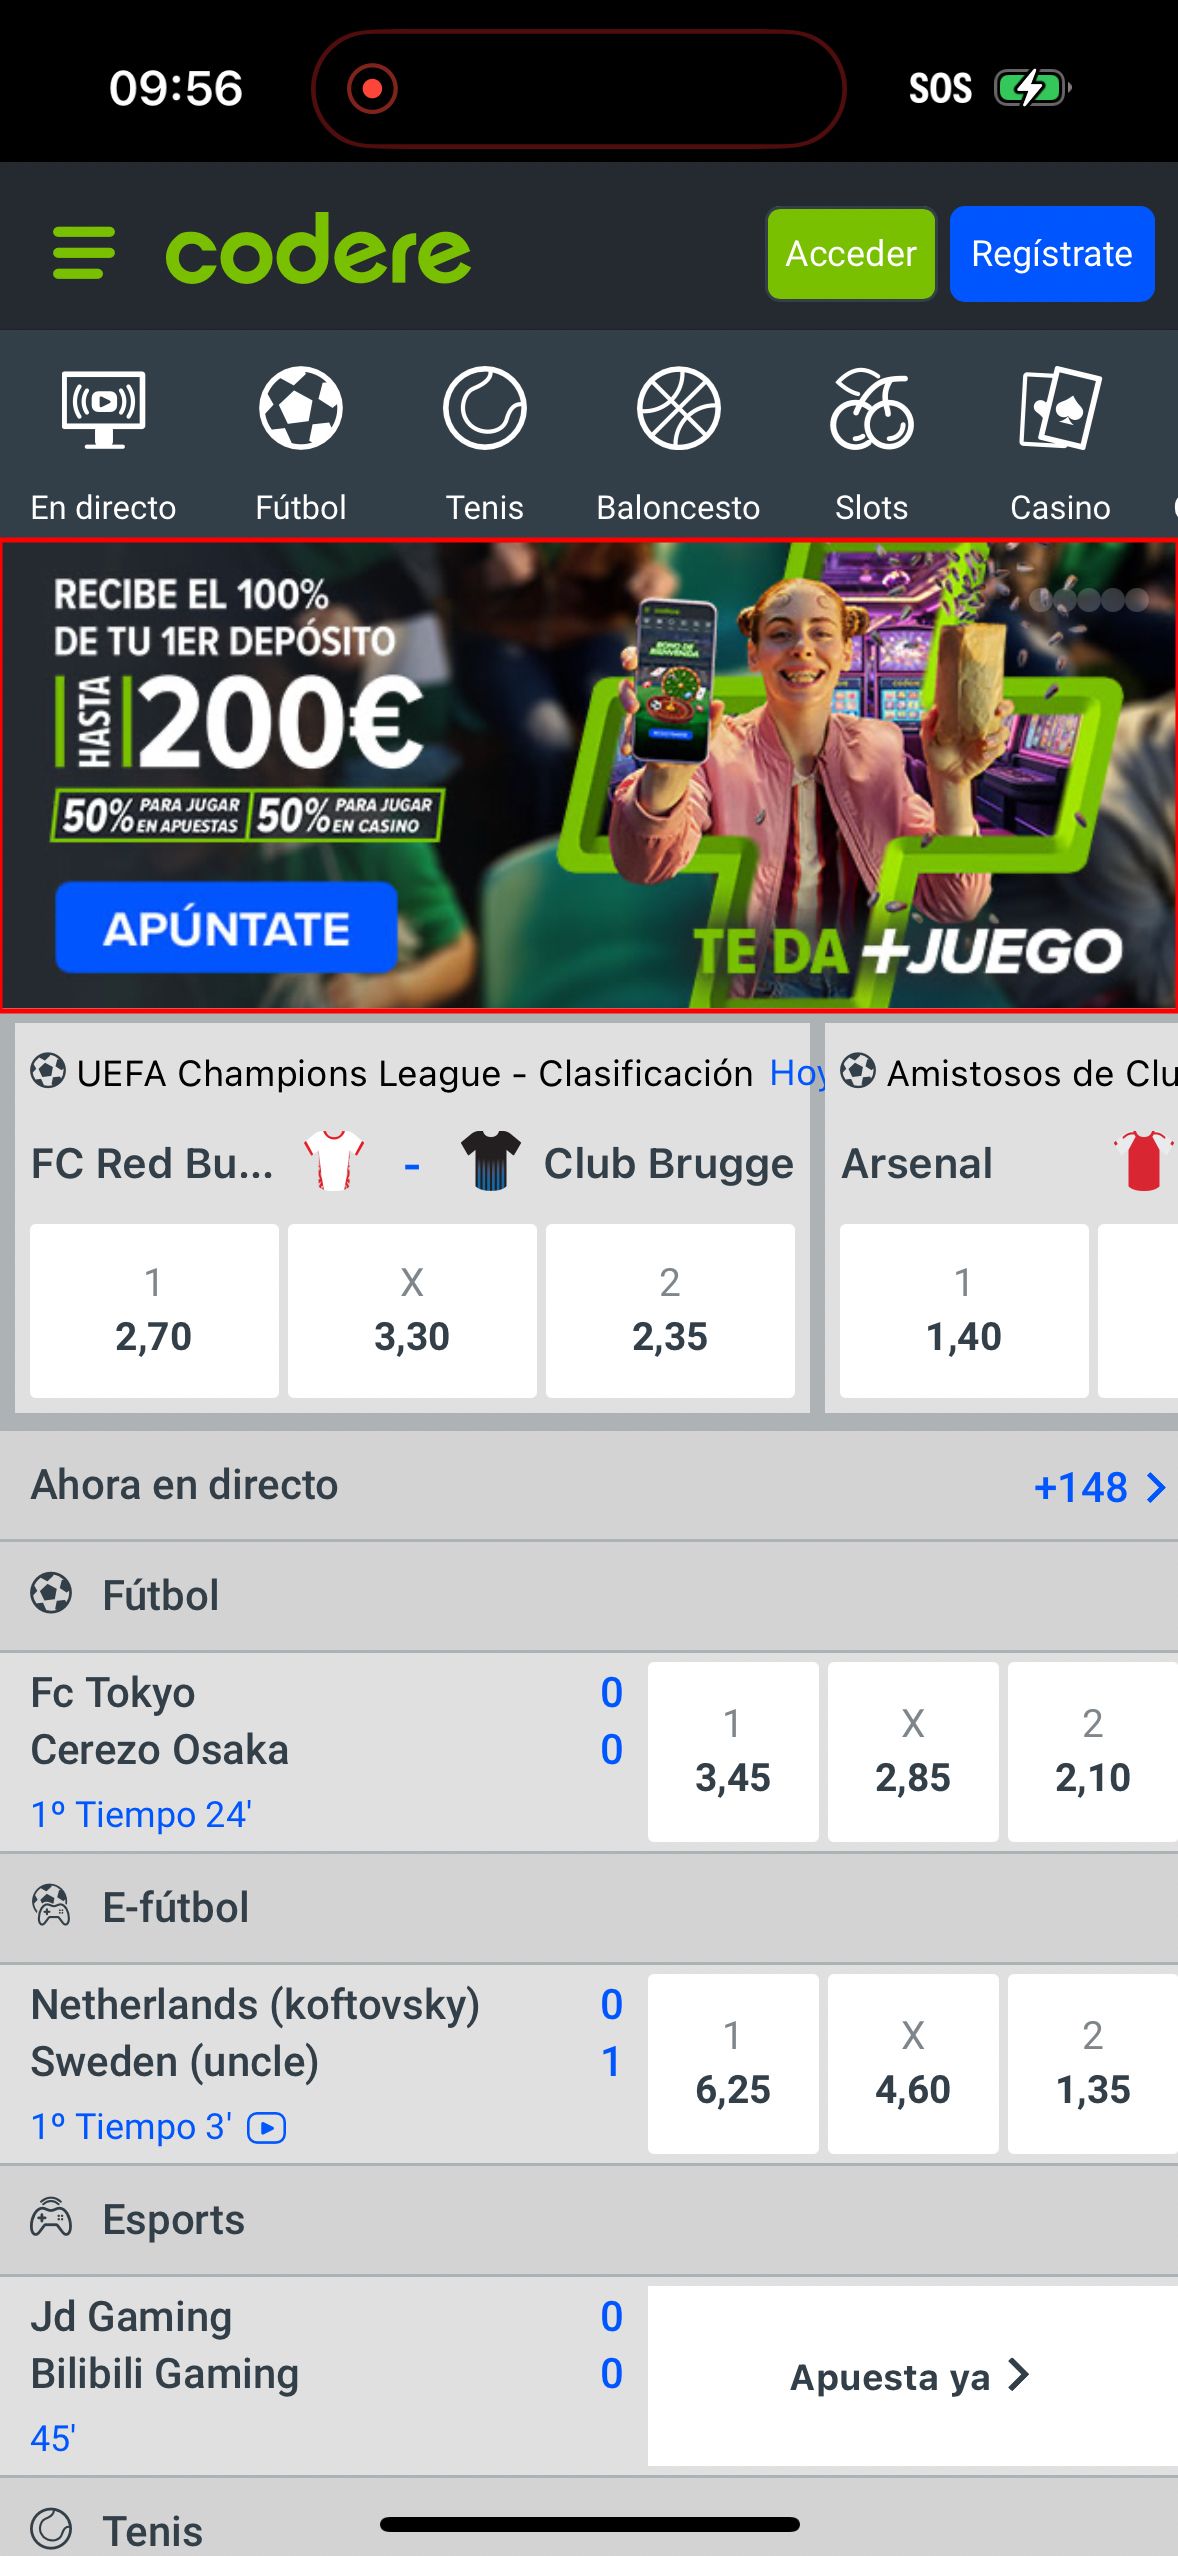 09:56
SOS
codere
Acceder
Regístrate
En directo
Fútbol
Tenis
Baloncesto
Slots
Casino
RECIBE EL 100%
DE TU 1ER DEPÓSITO
HASTA
200€
50% PARA JUGAR EN APUESTAS
50% PARA JUGAR EN CASINO
APÚNTATE
TE DA +JUEGO
UEFA Champions League - Clasificación Hoy
FC Red Bu... - Club Brugge
1 X 2
2,70 3,30 2,35
Amistosos de Clu
Arsenal
1
1,40
Ahora en directo +148
Fútbol
Fc Tokyo 0
Cerezo Osaka 0
1º Tiempo 24'
1 X 2
3,45 2,85 2,10
E-fútbol
Netherlands (koftovsky) 0
Sweden (uncle) 1
1º Tiempo 3'
1 X 2
6,25 4,60 1,35
Esports
Jd Gaming 0
Bilibili Gaming 0
45'
Apuesta ya
Tenis